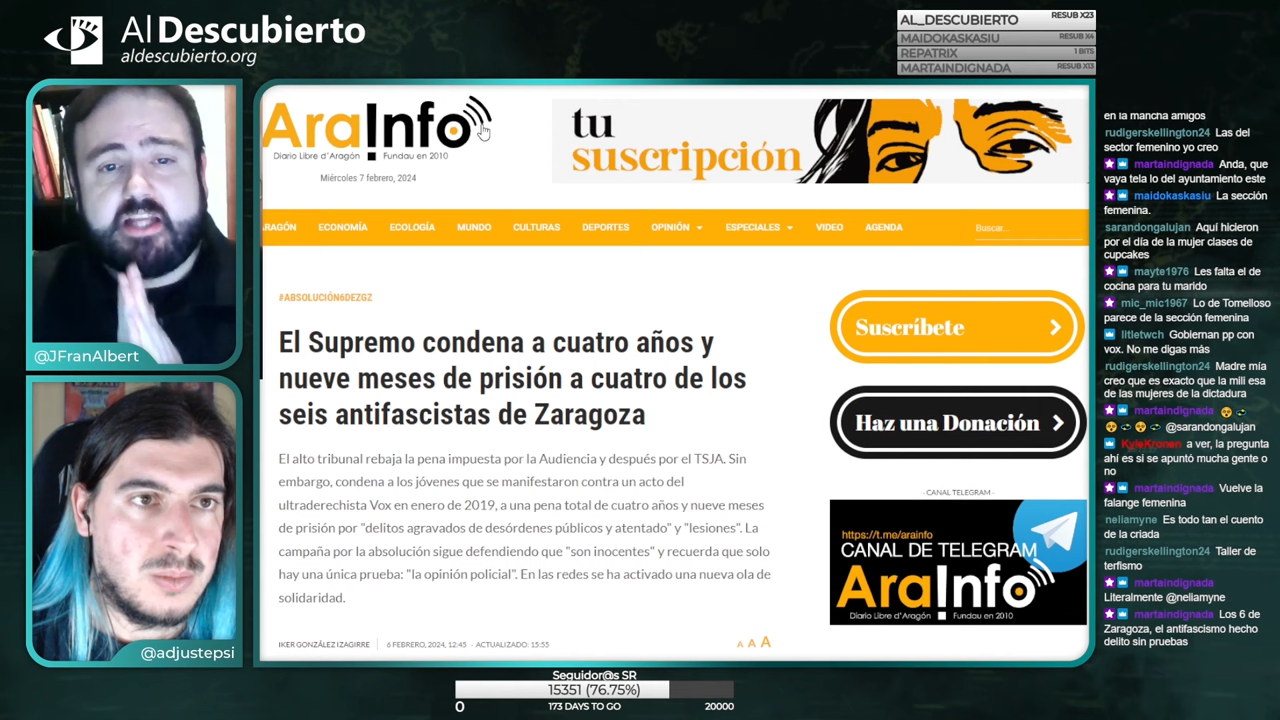 Al Descubierto
aldescubierto.org
AL_DESCUBIERTO RESUB X23
MAIDOKASKASIU RESUB X4
REPATRIX 1 BITS
MARTAINDIGNADA RESUB X13
@JFranAlbert
@adjustepsi
AraInfo
Diario Libre d'Aragón Fundau en 2010
Miércoles 7 febrero, 2024
tu
suscripción
ARAGÓN ECONOMÍA ECOLOGÍA MUNDO CULTURAS DEPORTES OPINIÓN ESPECIALES VIDEO AGENDA Buscar...
#ABSOLUCIÓN6DEZGZ
El Supremo condena a cuatro años y
nueve meses de prisión a cuatro de los
seis antifascistas de Zaragoza
El alto tribunal rebaja la pena impuesta por la Audiencia y después por el TSJA. Sin
embargo, condena a los jóvenes que se manifestaron contra un acto del
ultraderechista Vox en enero de 2019, a una pena total de cuatro años y nueve meses
de prisión por "delitos agravados de desórdenes públicos y atentado" y "lesiones". La
campaña por la absolución sigue defendiendo que "son inocentes" y recuerda que solo
hay una única prueba: "la opinión policial". En las redes se ha activado una nueva ola de
solidaridad.
IKER GONZÁLEZ IZAGIRRE 6 FEBRERO, 2024, 12:45 - ACTUALIZADO: 15:55
A A A
Suscríbete
Haz una Donación
- CANAL TELEGRAM -
https://t.me/arainfo
CANAL DE TELEGRAM
AraInfo
Diario Libre d'Aragón Fundau en 2010
en la mancha amigos
rudigerskellington24 Las del
sector femenino yo creo
martaindignada Anda, que
vaya tela lo del ayuntamiento este
maidokaskasiu La sección
femenina.
sarandongalujan Aquí hicieron
por el día de la mujer clases de
cupcakes
mayte1976 Les falta el de
cocina para tu marido
mic_mic1967 Lo de Tomelloso
parece de la sección femenina
litletwch Gobiernan pp con
vox. No me digas más
rudigerskellington24 Madre mía
creo que es exacto que la mili esa
de las mujeres de la dictadura
martaindignada
@sarandongalujan
KyleKronen a ver, la pregunta
ahí es si se apuntó mucha gente o
no
martaindignada Vuelve la
falange femenina
neliamyne Es todo tan el cuento
de la criada
rudigerskellington24 Taller de
terfismo
martaindignada
Literalmente @neliamyne
martaindignada Los 6 de
Zaragoza, el antifascismo hecho
delito sin pruebas
Seguidor@s SR
15351 (76.75%)
0 173 DAYS TO GO 20000